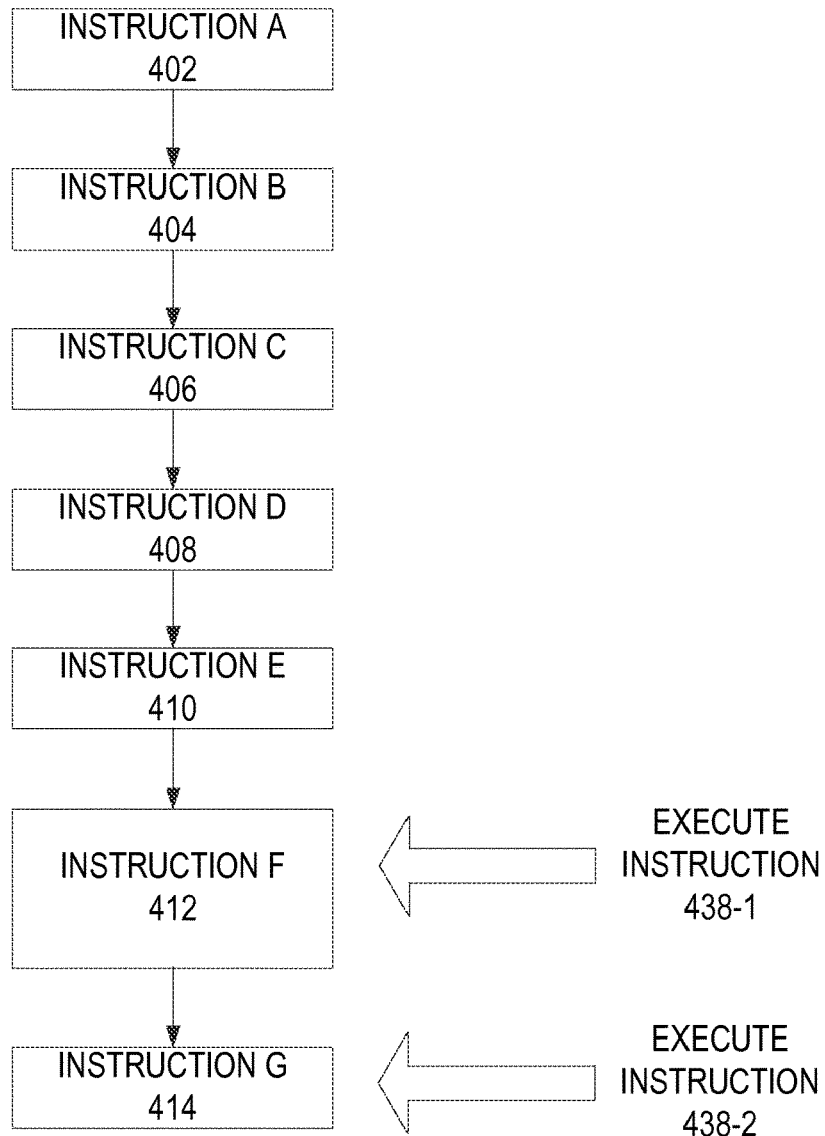 INSTRUCTION A
402
INSTRUCTION B
404
INSTRUCTION C
406
INSTRUCTION D
408
INSTRUCTION E
410
INSTRUCTION F
412
EXECUTE
INSTRUCTION
438-1
INSTRUCTION G
414
EXECUTE
INSTRUCTION
438-2